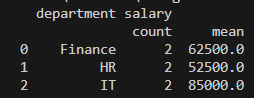 department salary
count mean
0 Finance 2 62500.0
1 HR 2 52500.0
2 IT 2 85000.0